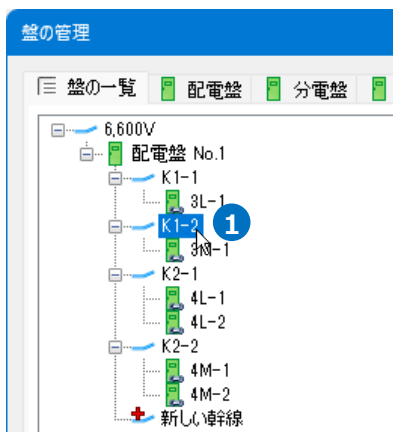 盤の管理
盤の一覧 配電盤 分電盤
6,600V
配電盤 No.1
K1-1
3L-1
K1-2 1
3M-1
K2-1
4L-1
4L-2
K2-2
4M-1
4M-2
新しい幹線